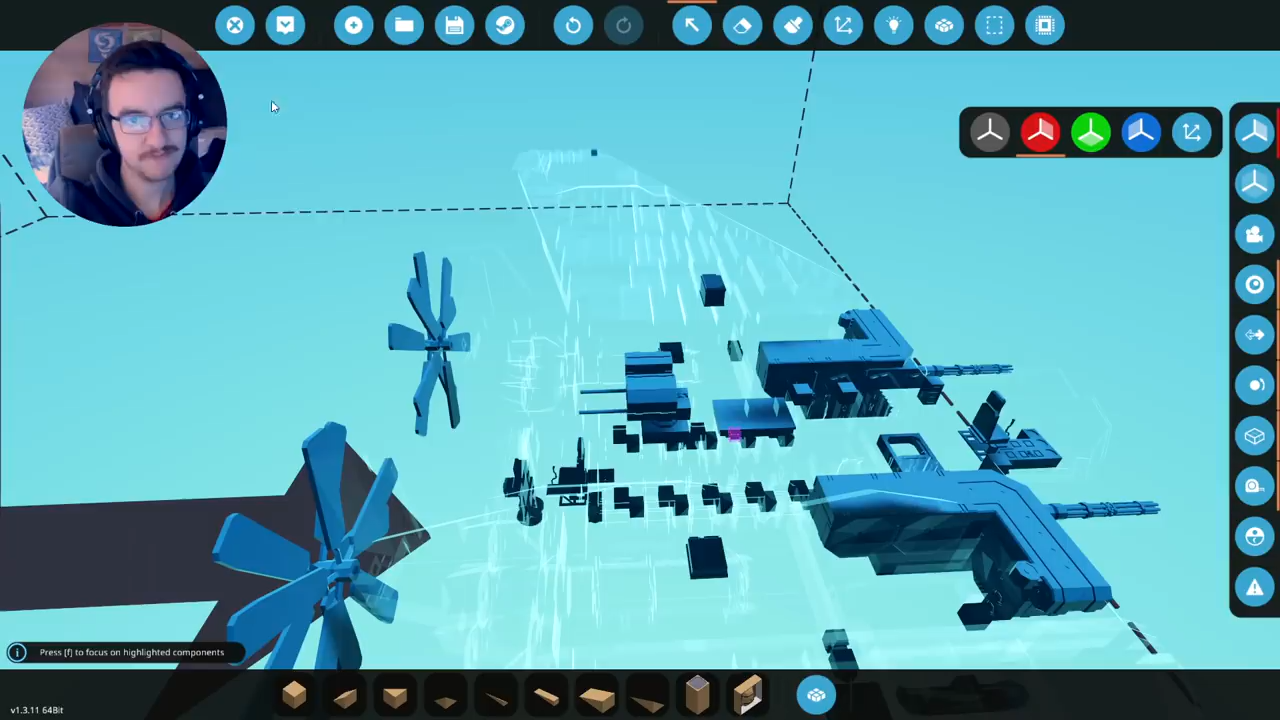 Press [f] to focus on highlighted components
v1.3.11 64Bit